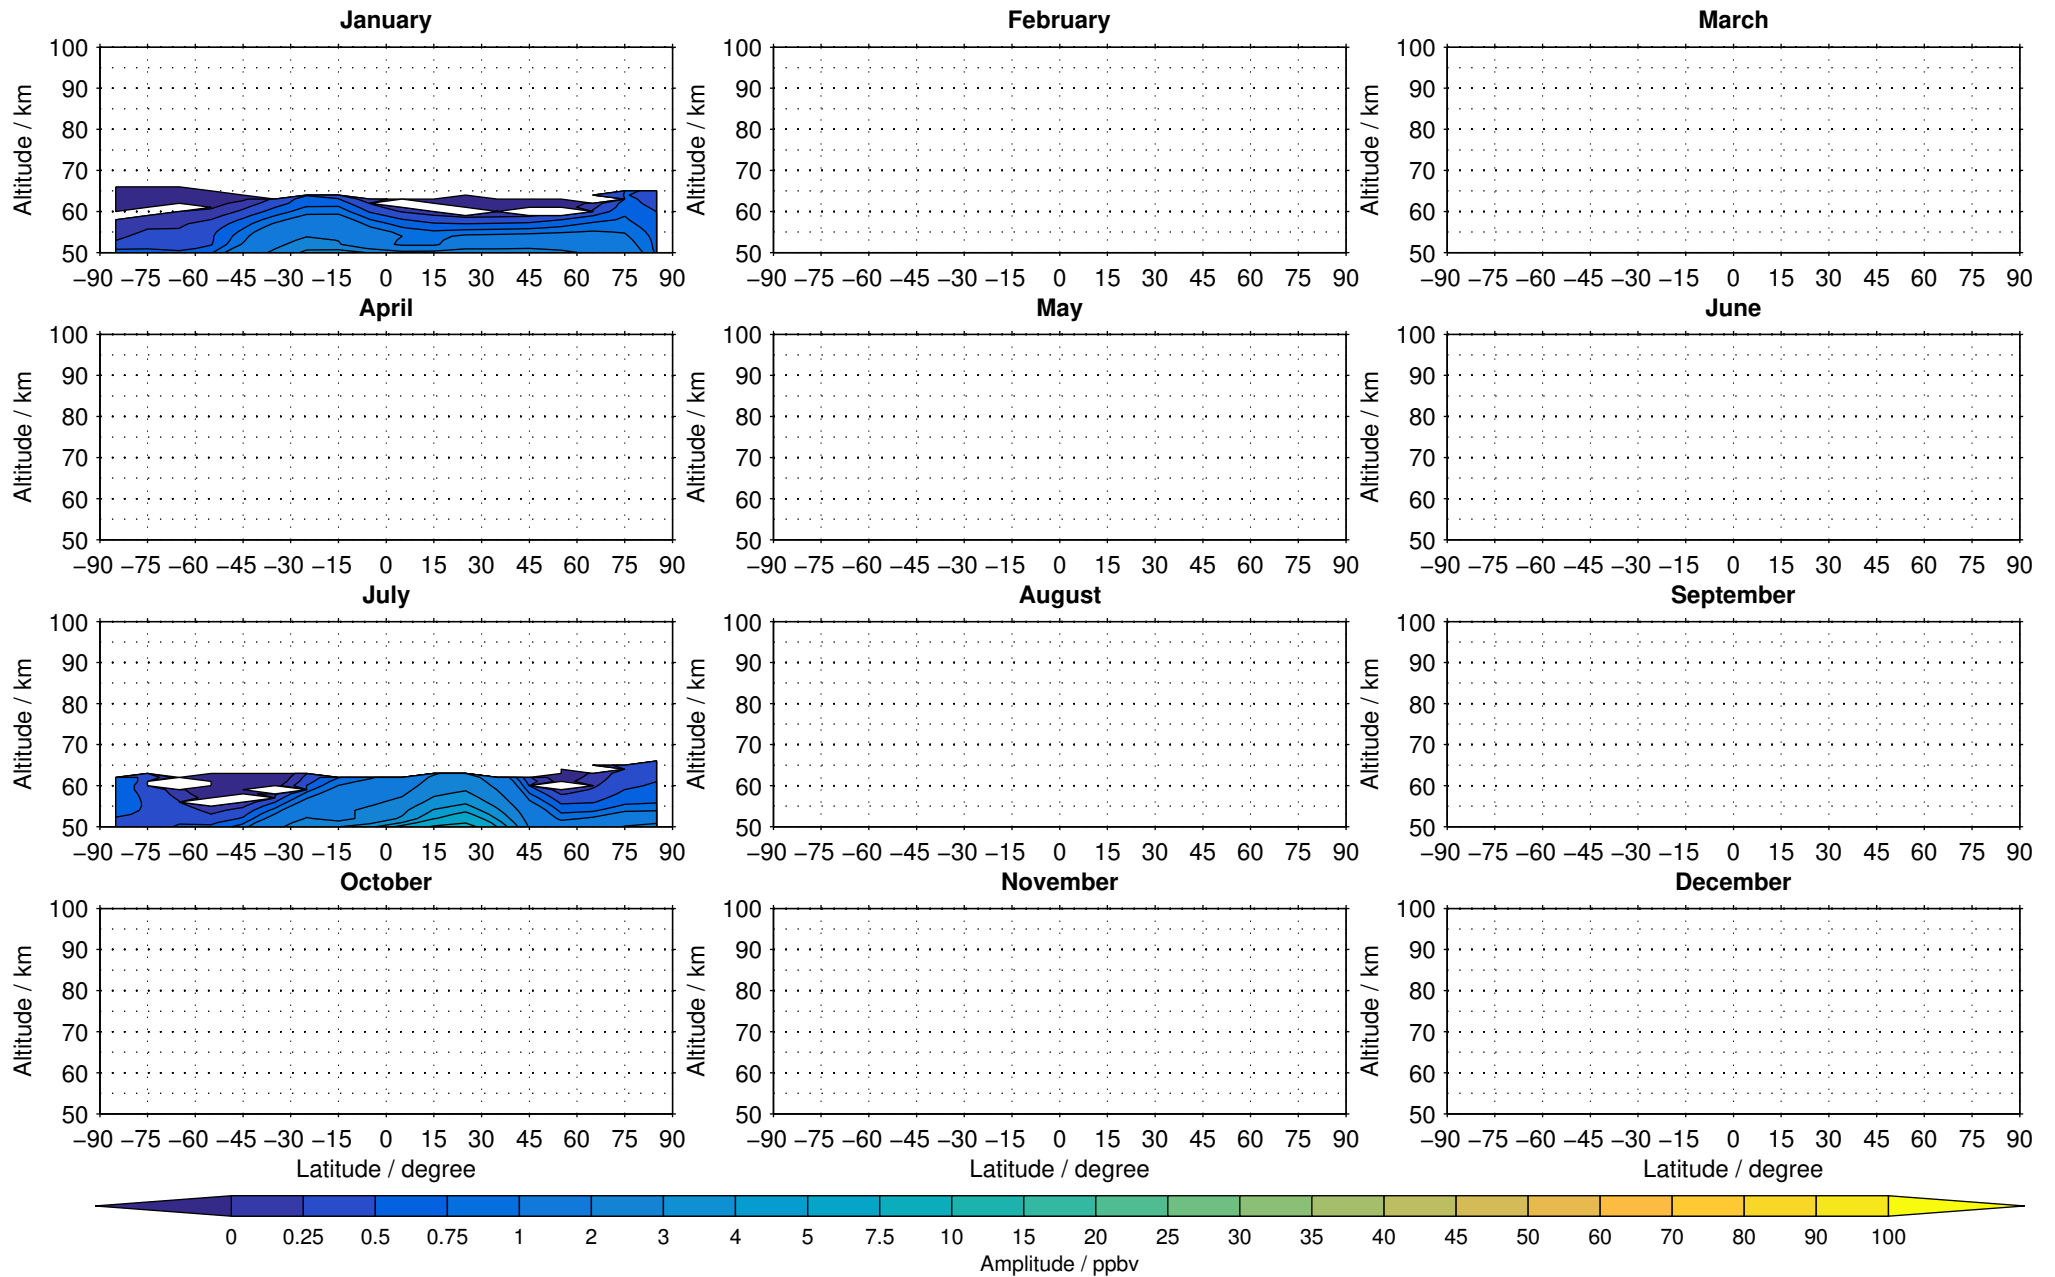 January February March
100 100 100
90 90 90
80 80 80
70 70 70
60 60 60
50 50 50
Altitude / km Altitude / km Altitude / km
−90 −75 −60 −45 −30 −15 0 15 30 45 60 75 90 −90 −75 −60 −45 −30 −15 0 15 30 45 60 75 90 −90 −75 −60 −45 −30 −15 0 15 30 45 60 75 90
April May June
100 100 100
90 90 90
80 80 80
70 70 70
60 60 60
50 50 50
Altitude / km Altitude / km Altitude / km
−90 −75 −60 −45 −30 −15 0 15 30 45 60 75 90 −90 −75 −60 −45 −30 −15 0 15 30 45 60 75 90 −90 −75 −60 −45 −30 −15 0 15 30 45 60 75 90
July August September
100 100 100
90 90 90
80 80 80
70 70 70
60 60 60
50 50 50
Altitude / km Altitude / km Altitude / km
−90 −75 −60 −45 −30 −15 0 15 30 45 60 75 90 −90 −75 −60 −45 −30 −15 0 15 30 45 60 75 90 −90 −75 −60 −45 −30 −15 0 15 30 45 60 75 90
October November December
100 100 100
90 90 90
80 80 80
70 70 70
60 60 60
50 50 50
Altitude / km Altitude / km Altitude / km
−90 −75 −60 −45 −30 −15 0 15 30 45 60 75 90 −90 −75 −60 −45 −30 −15 0 15 30 45 60 75 90 −90 −75 −60 −45 −30 −15 0 15 30 45 60 75 90
Latitude / degree Latitude / degree Latitude / degree
0 0.25 0.5 0.75 1 2 3 4 5 7.5 10 15 20 25 30 35 40 45 50 60 70 80 90 100
Amplitude / ppbv